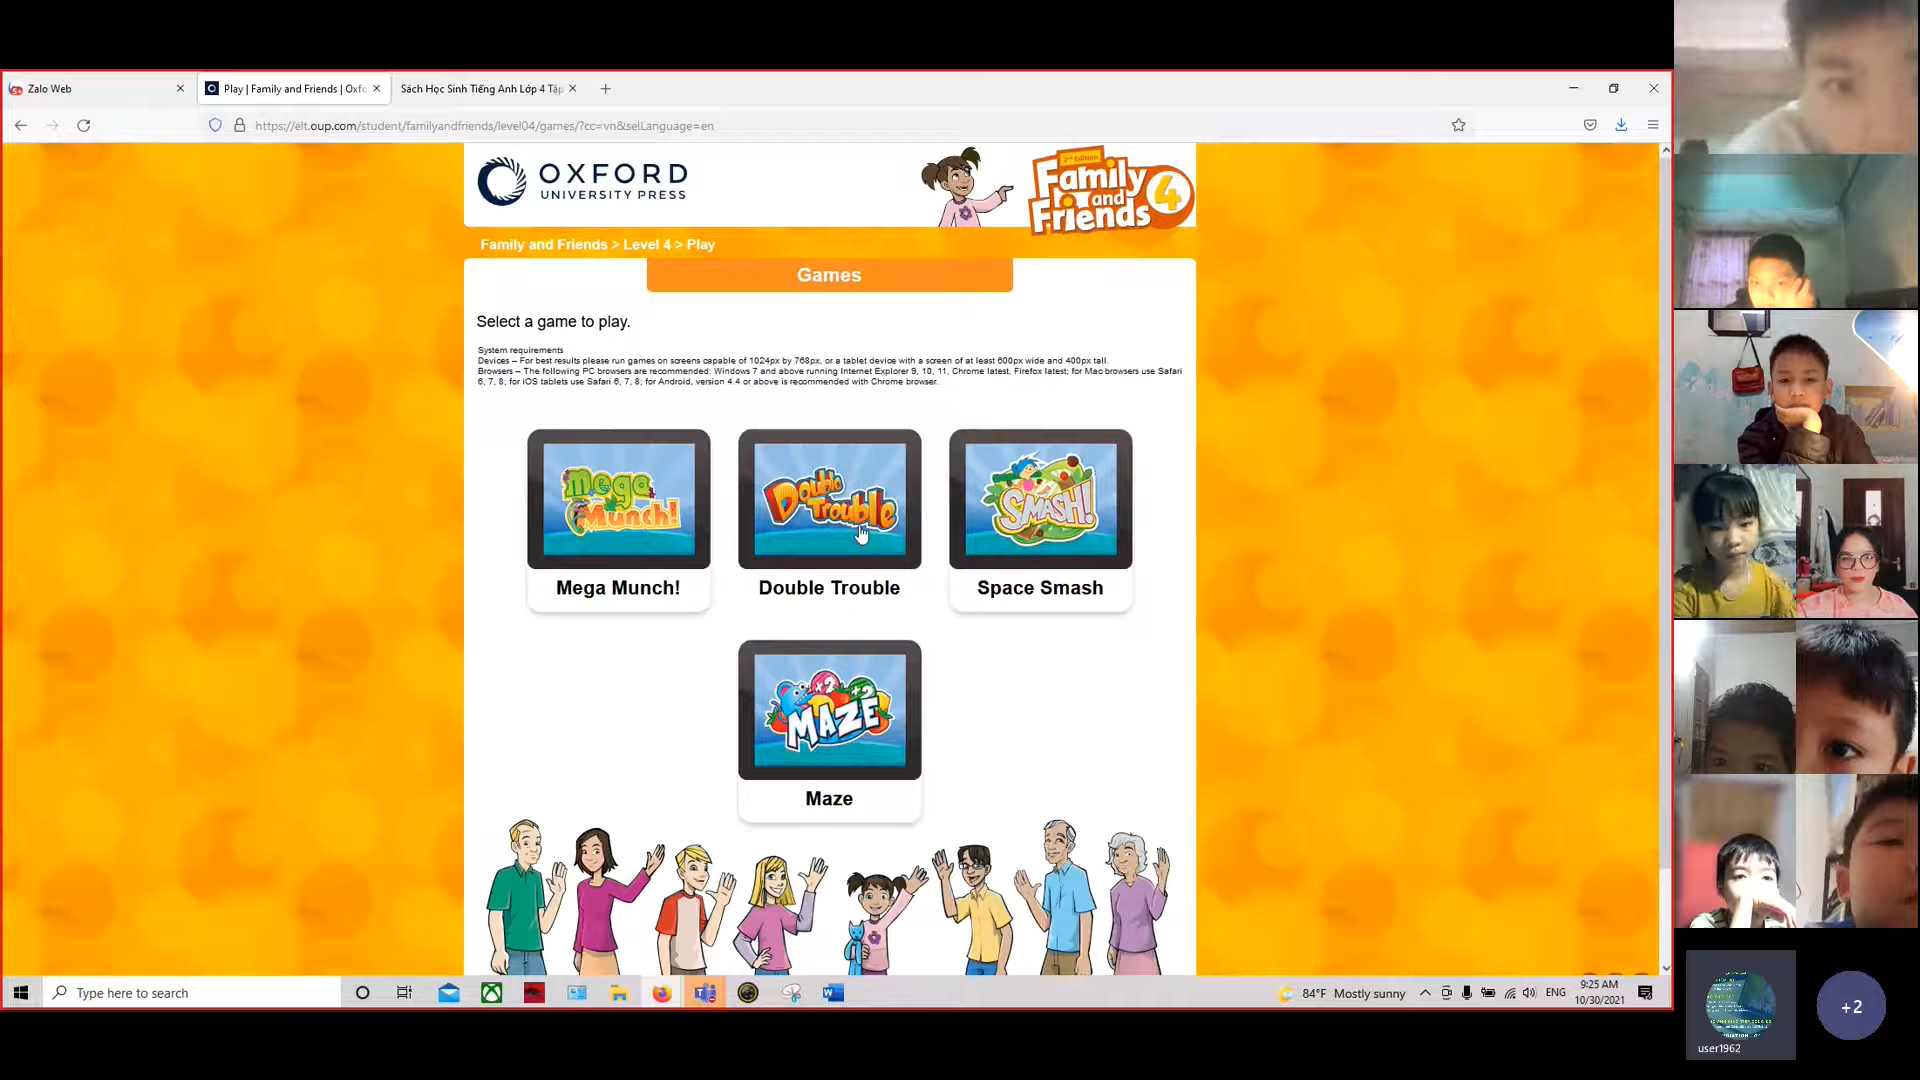 Zalo Web
Play | Family and Friends | Oxfo
Sách Học Sinh Tiếng Anh Lớp 4 Tập
https://elt.oup.com/student/familyandfriends/level04/games/?cc=vn&selLanguage=en
OXFORD
UNIVERSITY PRESS
2nd Edition
Family
and
Friends
4
Family and Friends > Level 4 > Play
Games
Select a game to play.
System requirements
Devices – For best results please run games on screens capable of 1024px by 768px, or a tablet device with a screen of at least 600px wide and 400px tall.
Browsers – The following PC browsers are recommended: Windows 7 and above running Internet Explorer 9, 10, 11, Chrome latest, Firefox latest; for Mac browsers use Safari
6, 7, 8; for iOS tablets use Safari 6, 7, 8; for Android, version 4.4 or above is recommended with Chrome browser.
Mega
Munch!
Double
Trouble
SMASH!
Mega Munch!
Double Trouble
Space Smash
+2 +2
MAZE
Maze
Type here to search
84°F Mostly sunny
ENG
9:25 AM
10/30/2021
user1962
+2